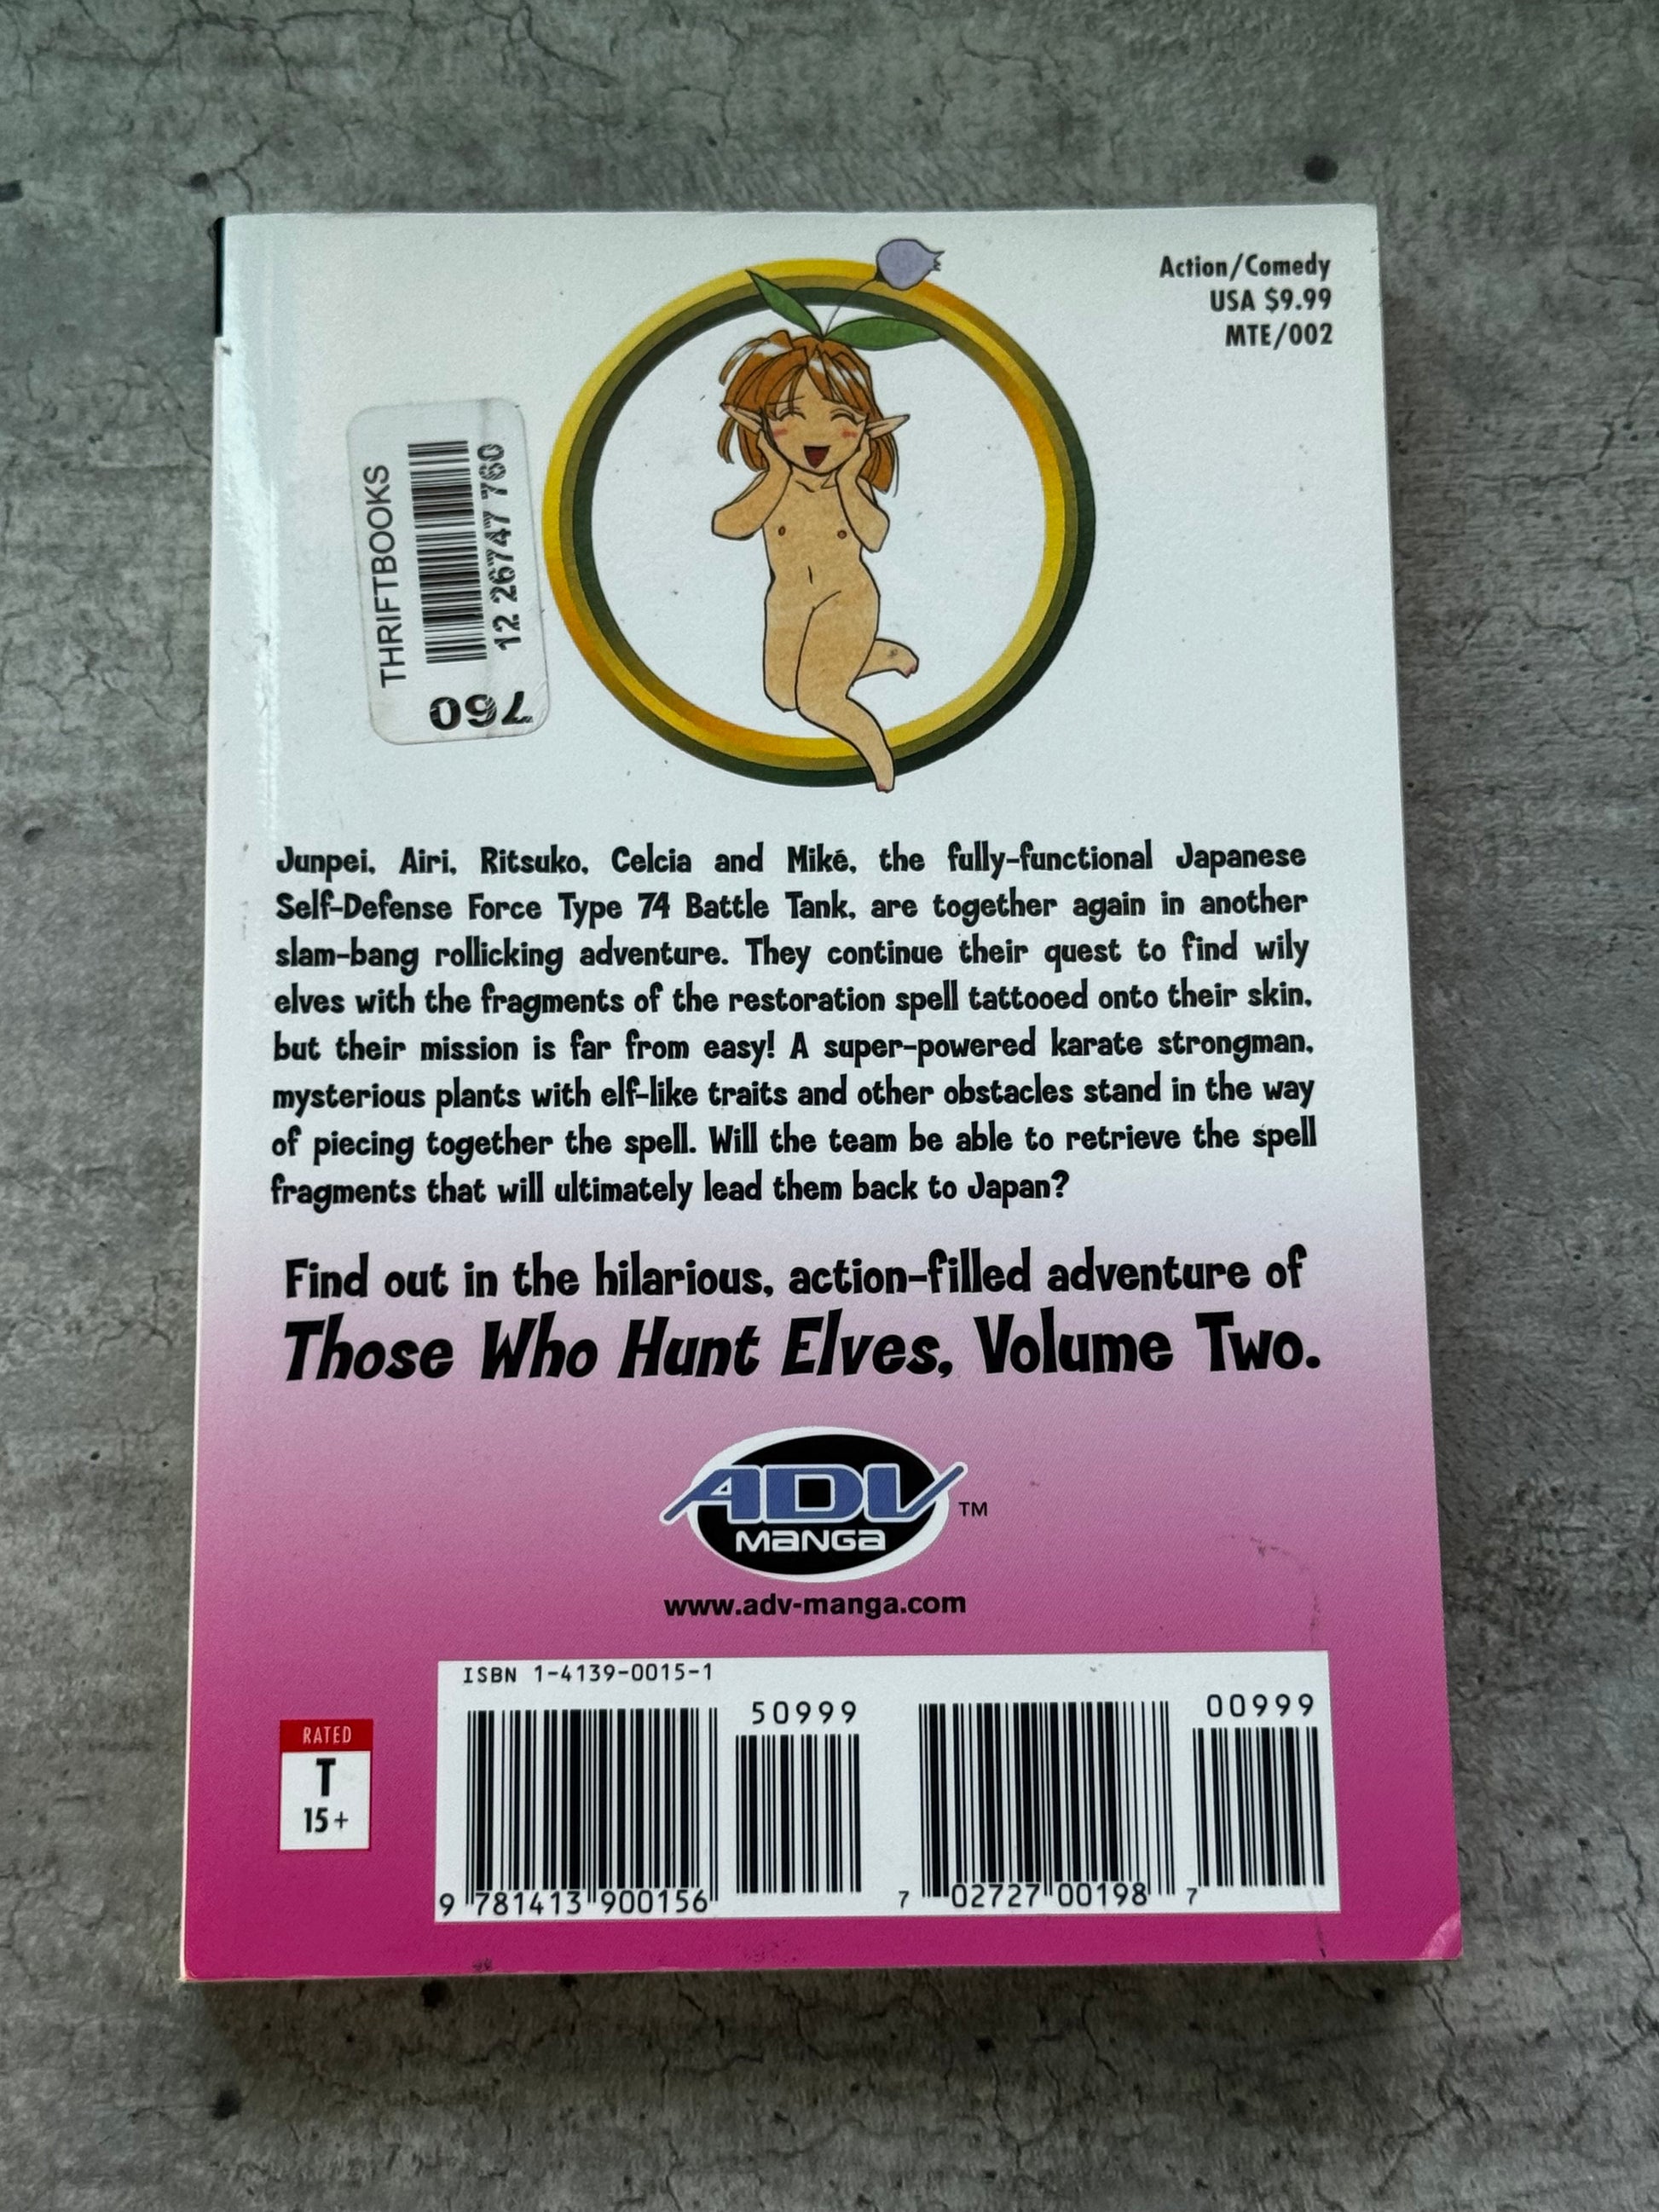 Action/Comedy
USA $9.99
MTE/002
THRIFTBOOKS
12 26747 760
760
Junpei, Airi, Ritsuko, Celcia and Miké, the fully-functional Japanese
Self-Defense Force Type 74 Battle Tank, are together again in another
slam-bang rollicking adventure. They continue their quest to find wily
elves with the fragments of the restoration spell tattooed onto their skin,
but their mission is far from easy! A super-powered karate strongman,
mysterious plants with elf-like traits and other obstacles stand in the way
of piecing together the spell. Will the team be able to retrieve the spell
fragments that will ultimately lead them back to Japan?
Find out in the hilarious, action-filled adventure of
Those Who Hunt Elves, Volume Two.
ADV
MANGA
TM
www.adv-manga.com
RATED
T
15+
ISBN 1-4139-0015-1
50999
00999
9 781413 900156
7 02727 00198 7